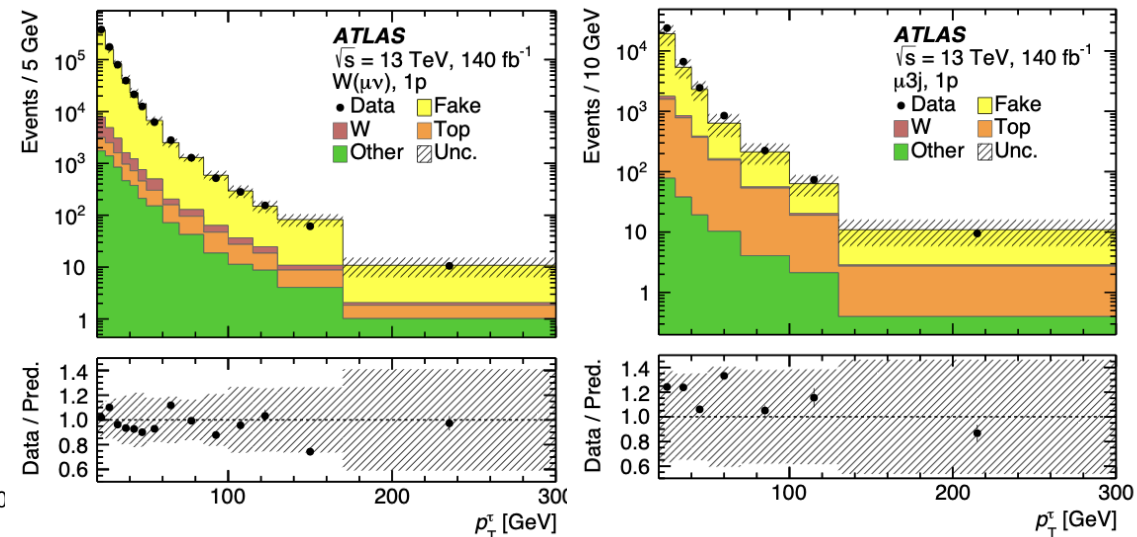 Events / 5 GeV
10⁵
10⁴
10³
10²
10
1
ATLAS
√s = 13 TeV, 140 fb⁻¹
W(μν), 1p
Data Fake
W Top
Other Unc.
Data / Pred.
1.4
1.2
1.0
0.8
0.6
100 200 300
p_T^τ [GeV]
0
Events / 10 GeV
10⁴
10³
10²
10
1
ATLAS
√s = 13 TeV, 140 fb⁻¹
μ3j, 1p
Data Fake
W Top
Other Unc.
Data / Pred.
1.4
1.2
1.0
0.8
0.6
100 200 300
p_T^τ [GeV]